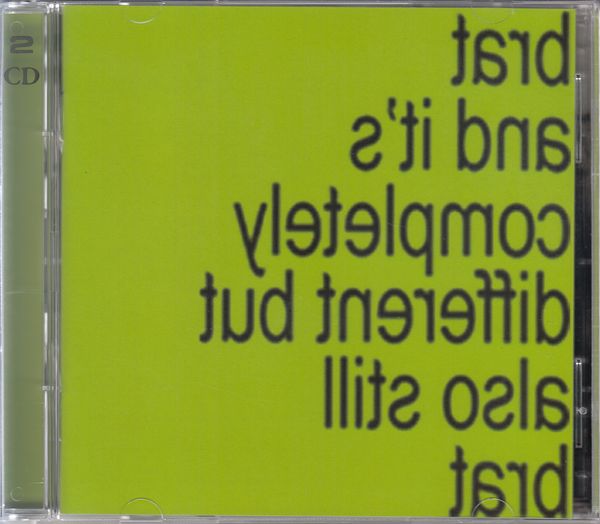 2
CD
brat
and it's
completely
different but
also still
brat